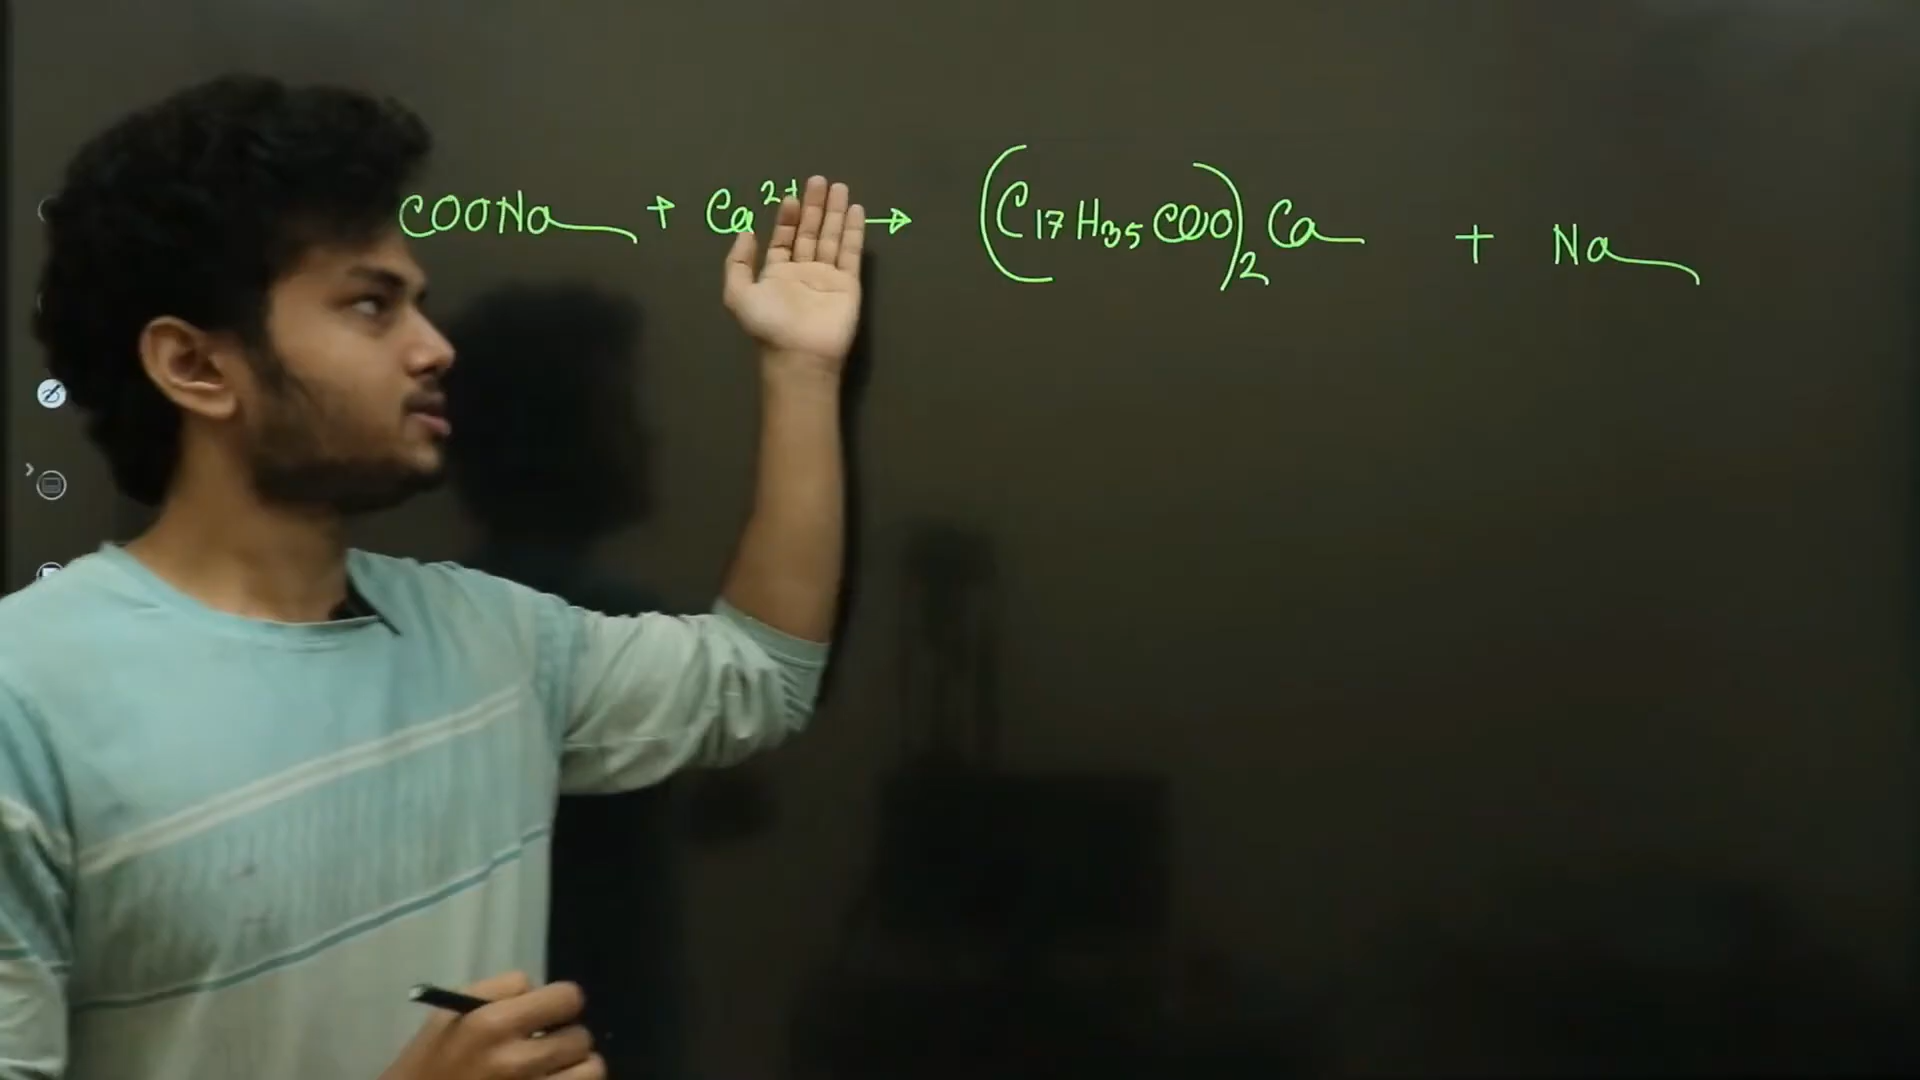 COONa + Ca²⁺ → (C₁₇H₃₅COO)₂Ca + Na